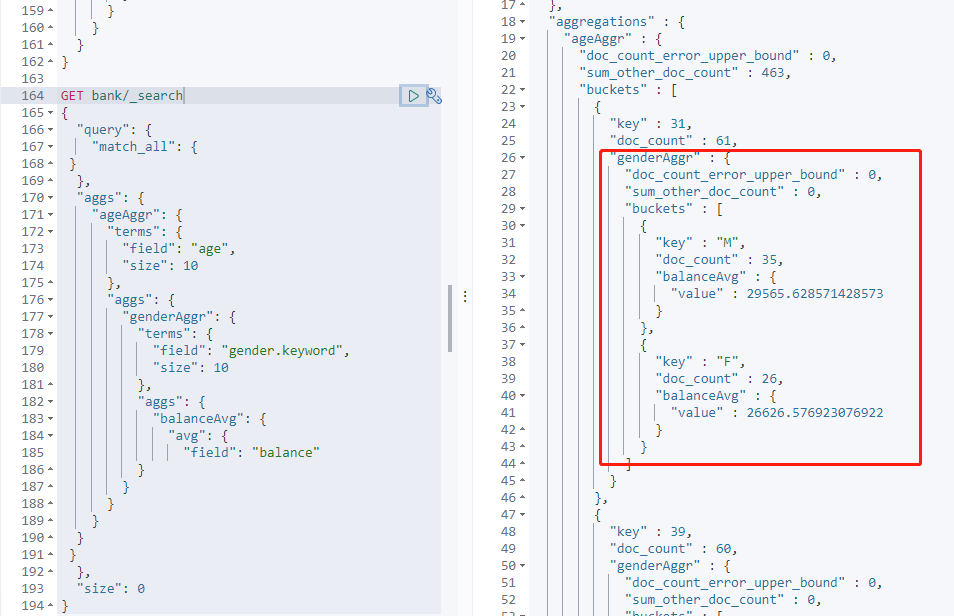 159 }
160 }
161 }
162 }
163
164 GET bank/_search
165 {
166 "query": {
167 "match_all": {
168 }
169 },
170 "aggs": {
171 "ageAggr": {
172 "terms": {
173 "field": "age",
174 "size": 10
175 },
176 "aggs": {
177 "genderAggr": {
178 "terms": {
179 "field": "gender.keyword",
180 "size": 10
181 },
182 "aggs": {
183 "balanceAvg": {
184 "avg": {
185 "field": "balance"
186 }
187 }
188 }
189 }
190 }
191 }
192 },
193 "size": 0
194 }
17 },
18 "aggregations" : {
19 "ageAggr" : {
20 "doc_count_error_upper_bound" : 0,
21 "sum_other_doc_count" : 463,
22 "buckets" : [
23 {
24 "key" : 31,
25 "doc_count" : 61,
26 "genderAggr" : {
27 "doc_count_error_upper_bound" : 0,
28 "sum_other_doc_count" : 0,
29 "buckets" : [
30 {
31 "key" : "M",
32 "doc_count" : 35,
33 "balanceAvg" : {
34 "value" : 29565.628571428573
35 }
36 },
37 {
38 "key" : "F",
39 "doc_count" : 26,
40 "balanceAvg" : {
41 "value" : 26626.576923076922
42 }
43 }
44 ]
45 }
46 },
47 {
48 "key" : 39,
49 "doc_count" : 60,
50 "genderAggr" : {
51 "doc_count_error_upper_bound" : 0,
52 "sum_other_doc_count" : 0,